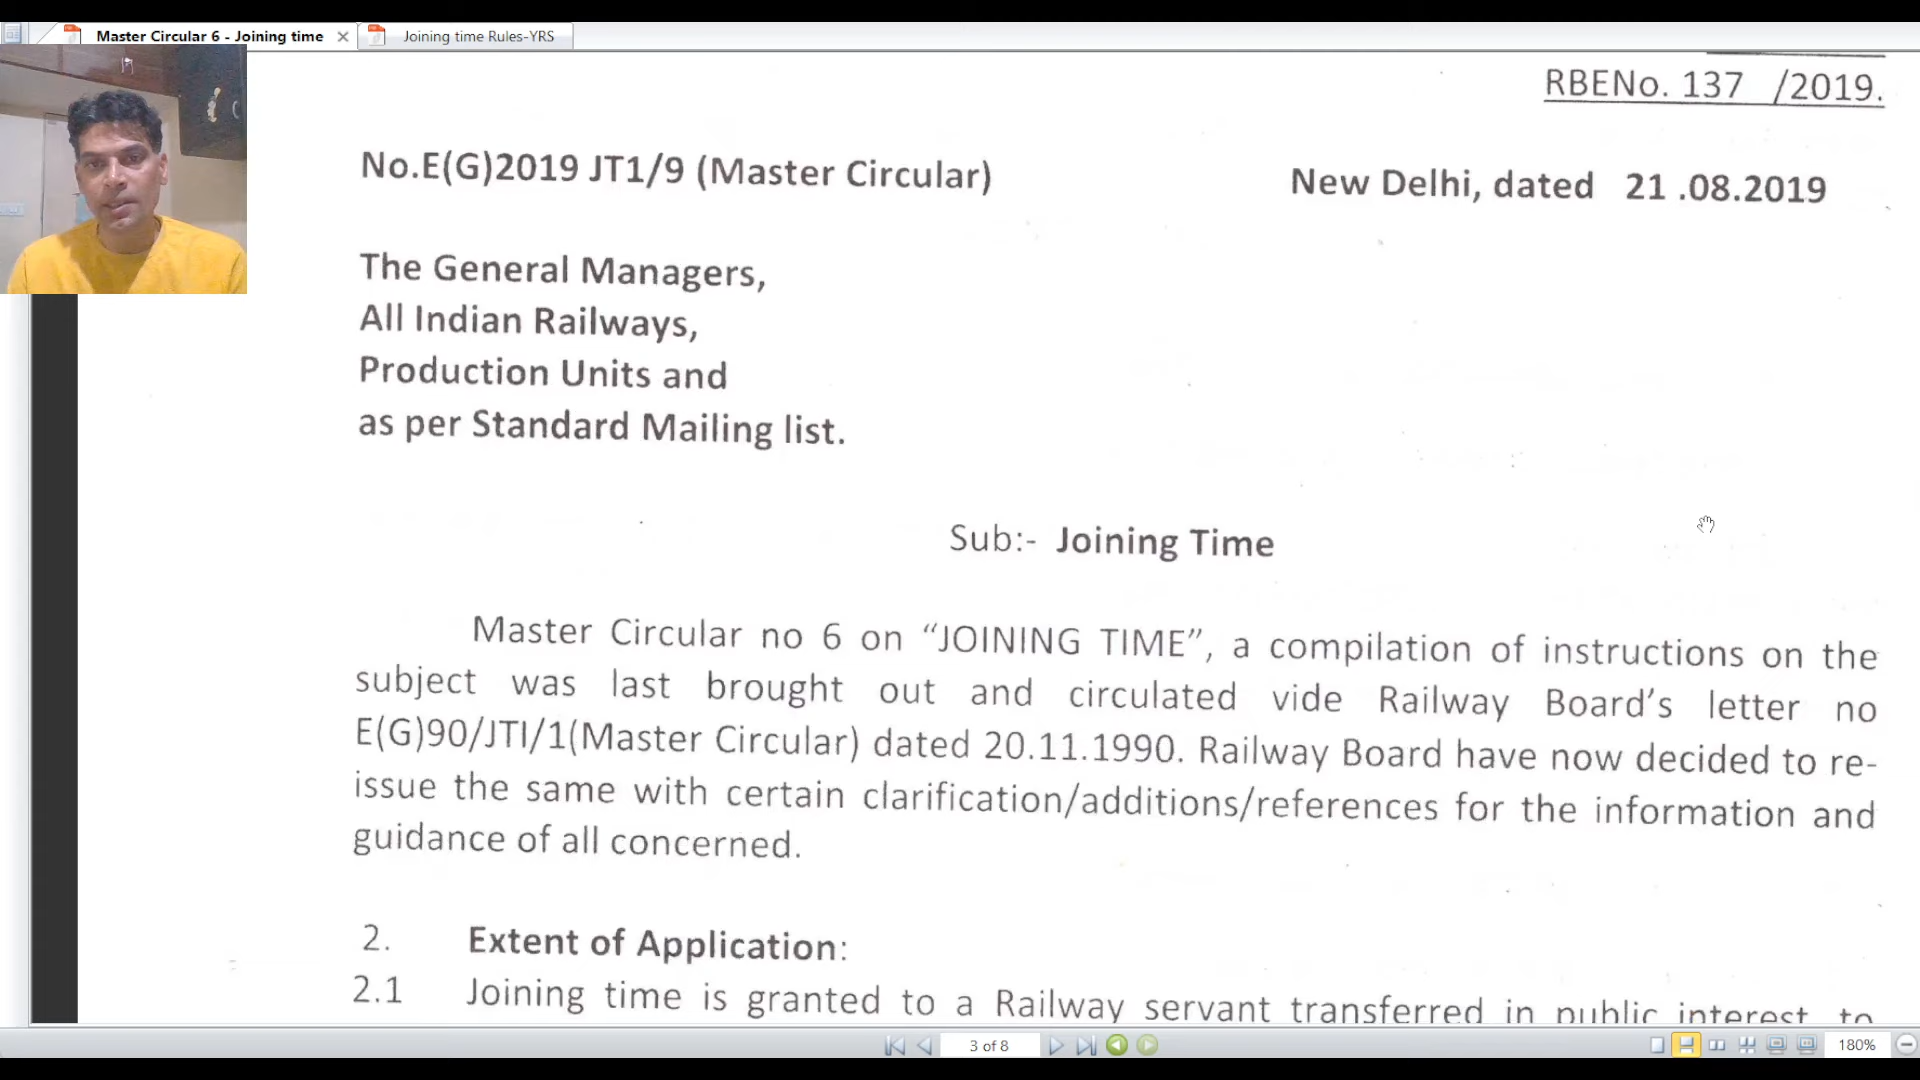 Master Circular 6 - Joining time
Joining time Rules-YRS
RBENo. 137 /2019.
No.E(G)2019 JT1/9 (Master Circular)
New Delhi, dated 21 .08.2019
The General Managers,
All Indian Railways,
Production Units and
as per Standard Mailing list.
Sub:- Joining Time
Master Circular no 6 on “JOINING TIME”, a compilation of instructions on the
subject was last brought out and circulated vide Railway Board's letter no
E(G)90/JTI/1(Master Circular) dated 20.11.1990. Railway Board have now decided to re-
issue the same with certain clarification/additions/references for the information and
guidance of all concerned.
2. Extent of Application:
2.1 Joining time is granted to a Railway servant transferred in public interest to
3 of 8
180%